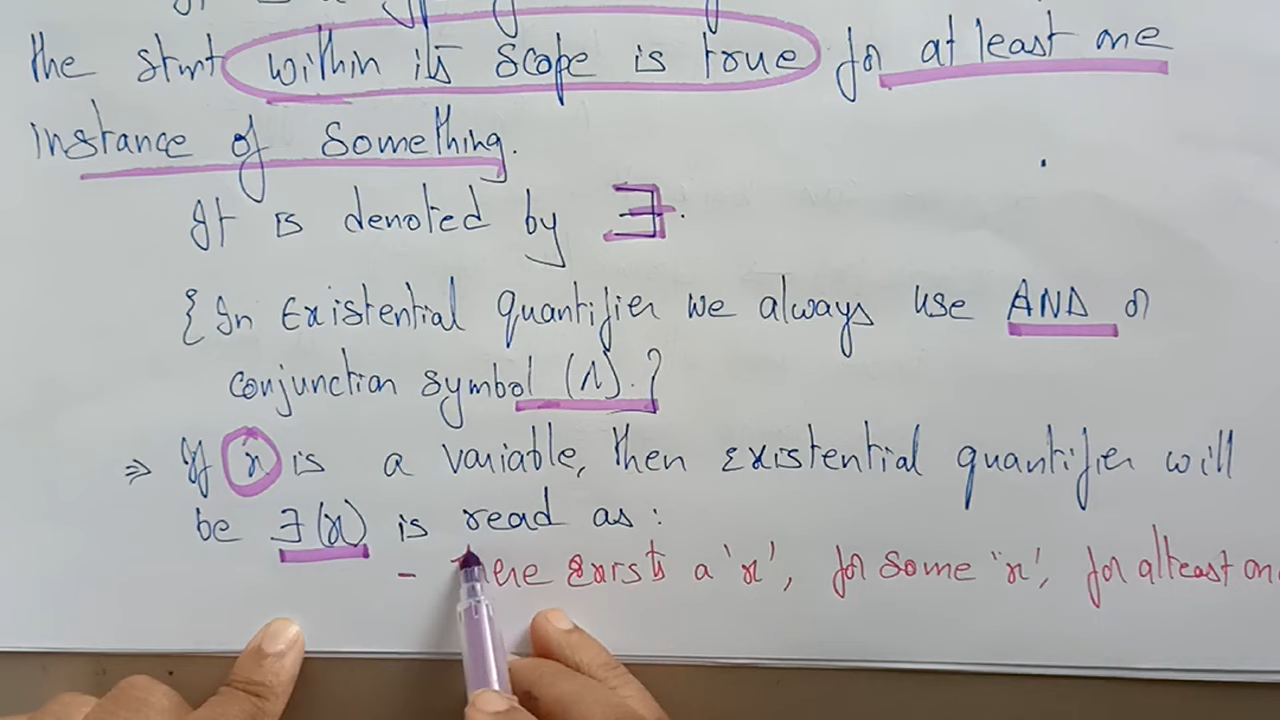 the stmt within its scope is true for at least one
instance of something.
It is denoted by ∃.
{In Existential quantifier we always use AND or
conjunction symbol (∧).}
⇒ If x is a variable, then existential quantifier will
be ∃(x) is read as:
- there exists a 'x', for some 'x', for atleast